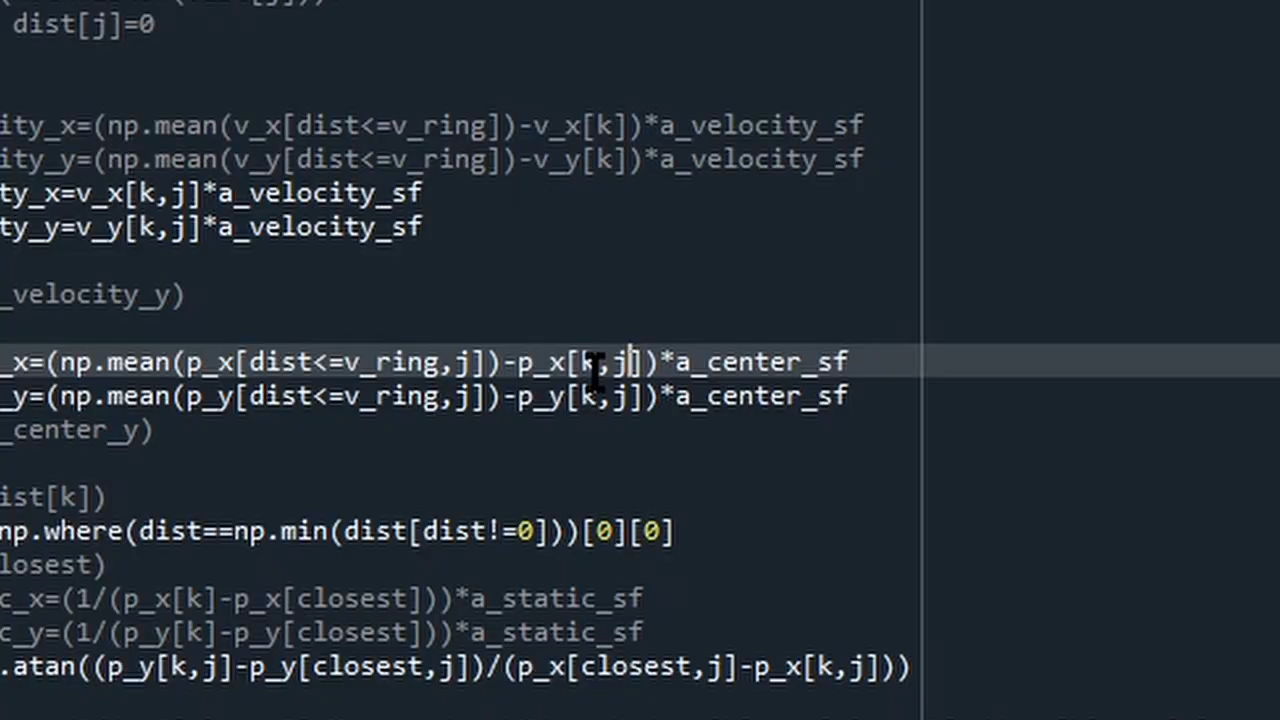 dist[j]=0
ity_x=(np.mean(v_x[dist<=v_ring])-v_x[k])*a_velocity_sf
ity_y=(np.mean(v_y[dist<=v_ring])-v_y[k])*a_velocity_sf
ty_x=v_x[k,j]*a_velocity_sf
ty_y=v_y[k,j]*a_velocity_sf
_velocity_y)
_x=(np.mean(p_x[dist<=v_ring,j])-p_x[k,j])*a_center_sf
_y=(np.mean(p_y[dist<=v_ring,j])-p_y[k,j])*a_center_sf
_center_y)
ist[k])
np.where(dist==np.min(dist[dist!=0]))[0][0]
losest)
c_x=(1/(p_x[k]-p_x[closest]))*a_static_sf
c_y=(1/(p_y[k]-p_y[closest]))*a_static_sf
.atan((p_y[k,j]-p_y[closest,j])/(p_x[closest,j]-p_x[k,j]))